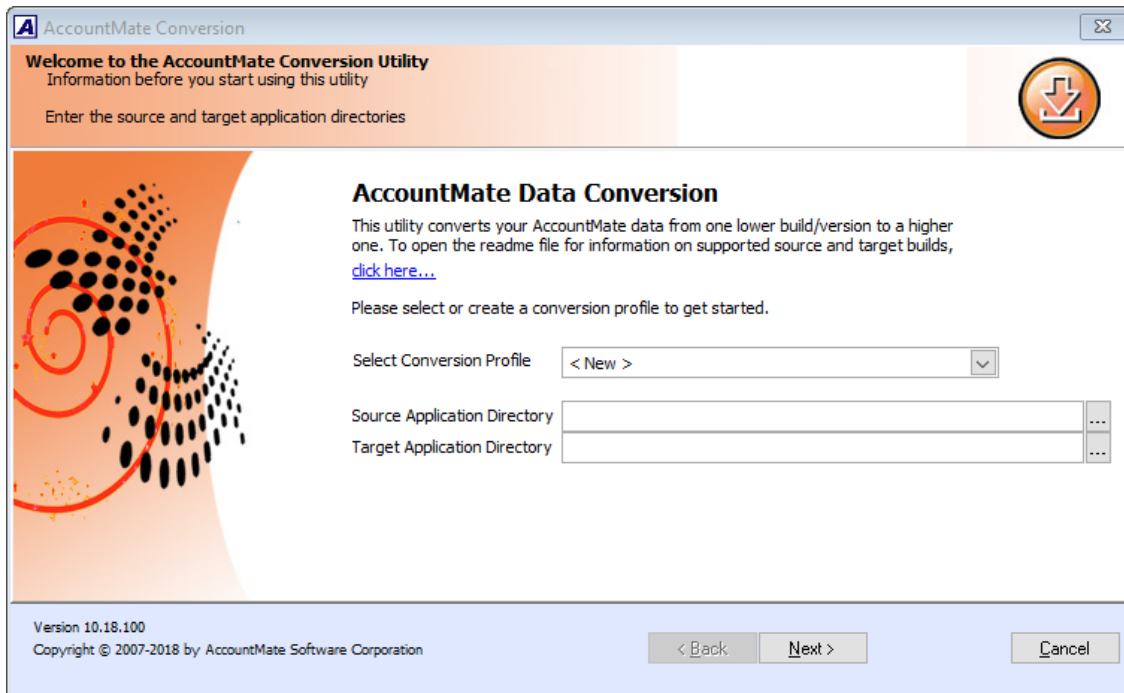 AccountMate Conversion
Welcome to the AccountMate Conversion Utility
Information before you start using this utility
Enter the source and target application directories
AccountMate Data Conversion
This utility converts your AccountMate data from one lower build/version to a higher
one. To open the readme file for information on supported source and target builds,
click here...
Please select or create a conversion profile to get started.
Select Conversion Profile < New >
Source Application Directory ...
Target Application Directory ...
Version 10.18.100
Copyright © 2007-2018 by AccountMate Software Corporation
< Back Next > Cancel